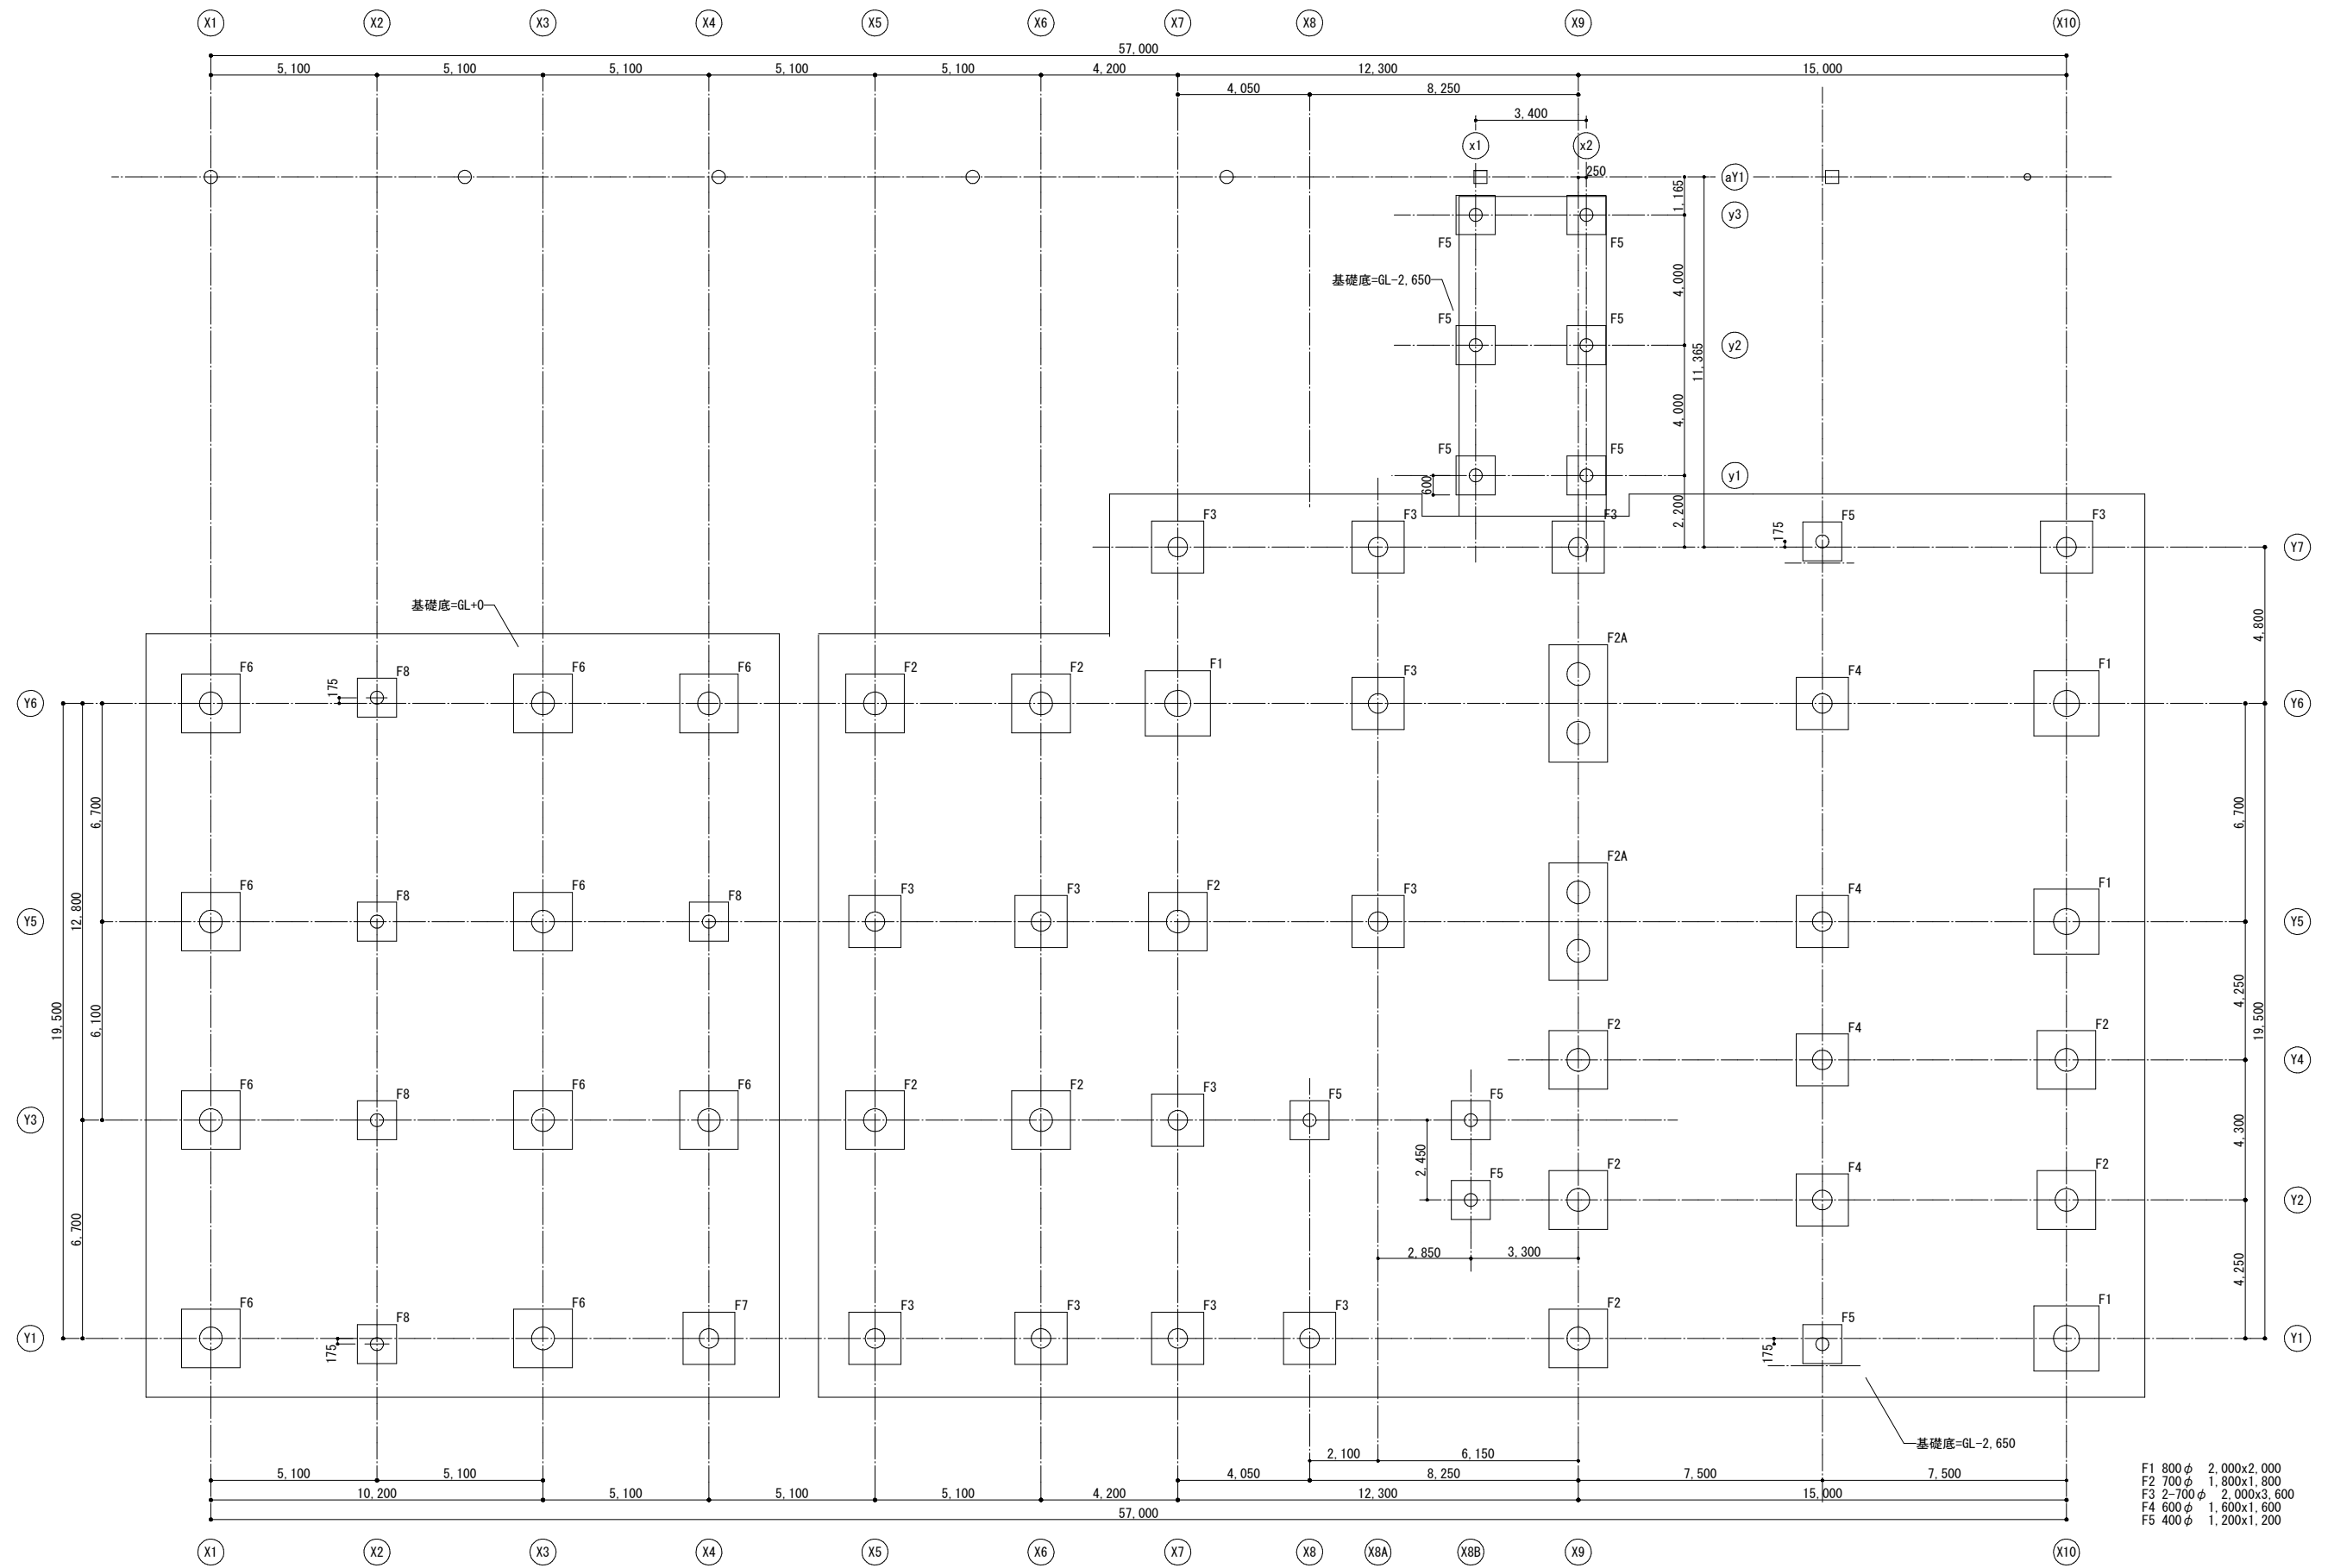 X1 X2 X3 X4 X5 X6 X7 X8 X9 X10
57,000
5,100 5,100 5,100 5,100 5,100 4,200 12,300 15,000
4,050 8,250
3,400
x1 x2
250
aY1
1,165
y3
F5 F5
4,000
基礎底=GL-2,650
F5 F5
y2
11,365
4,000
F5 F5
y1
600
2,200
F3 F3 F3 F5 F3
175
Y7
基礎底=GL+0
4,800
F2A
F6 F8 F6 F6 F2 F2 F1 F3 F4 F1
175
Y6 Y6
6,700 6,700
F2A
F6 F8 F6 F8 F3 F3 F2 F3 F4 F1
12,800
Y5 Y5
4,250
19,500 6,100 19,500
F2 F4 F2
Y4
F6 F8 F6 F6 F2 F2 F3 F5 F5
Y3
4,300
2,450
F5 F2 F4 F2
Y2
6,700
2,850 3,300
4,250
F6 F8 F6 F7 F3 F3 F3 F3 F2 F5 F1
Y1 Y1
175 175
基礎底=GL-2,650
2,100 6,150
5,100 5,100 4,050 8,250 7,500 7,500
10,200 5,100 5,100 5,100 4,200 12,300 15,000
57,000
X1 X2 X3 X4 X5 X6 X7 X8 X8A X8B X9 X10
F1 800φ 2,000x2,000
F2 700φ 1,800x1,800
F3 2-700φ 2,000x3,600
F4 600φ 1,600x1,600
F5 400φ 1,200x1,200